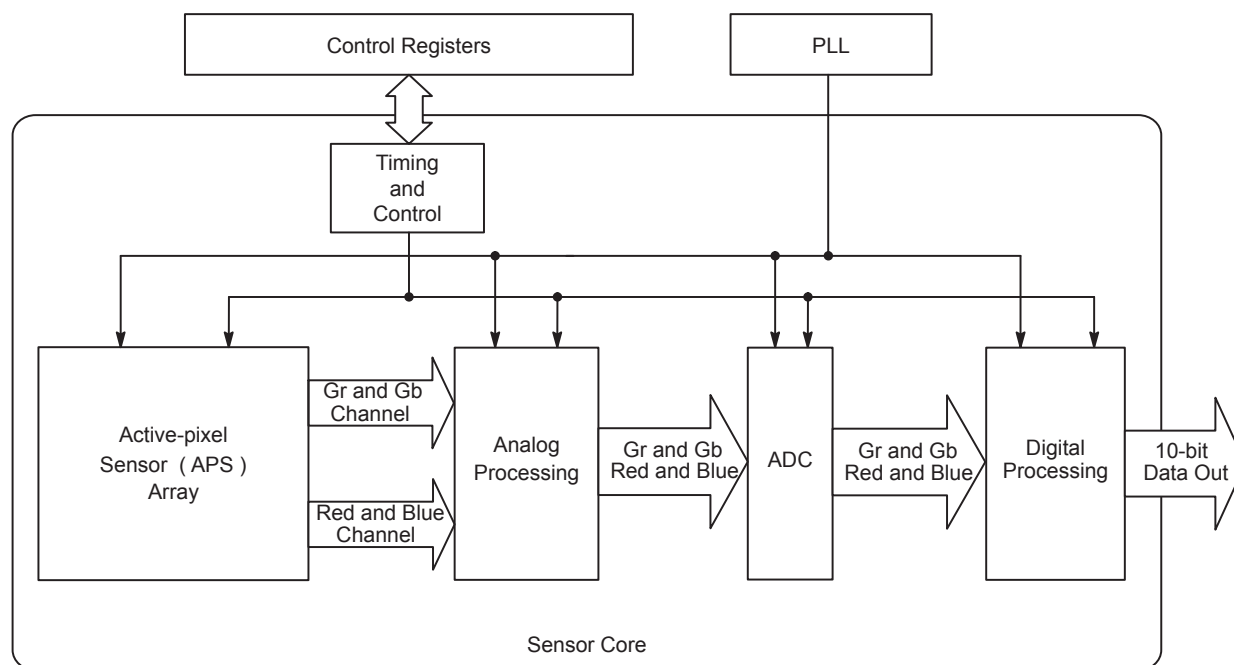 Control Registers
PLL
Timing
and
Control
Active-pixel
Sensor ( APS )
Array
Gr and Gb
Channel
Red and Blue
Channel
Analog
Processing
Gr and Gb
Red and Blue
ADC
Gr and Gb
Red and Blue
Digital
Processing
10-bit
Data Out
Sensor Core